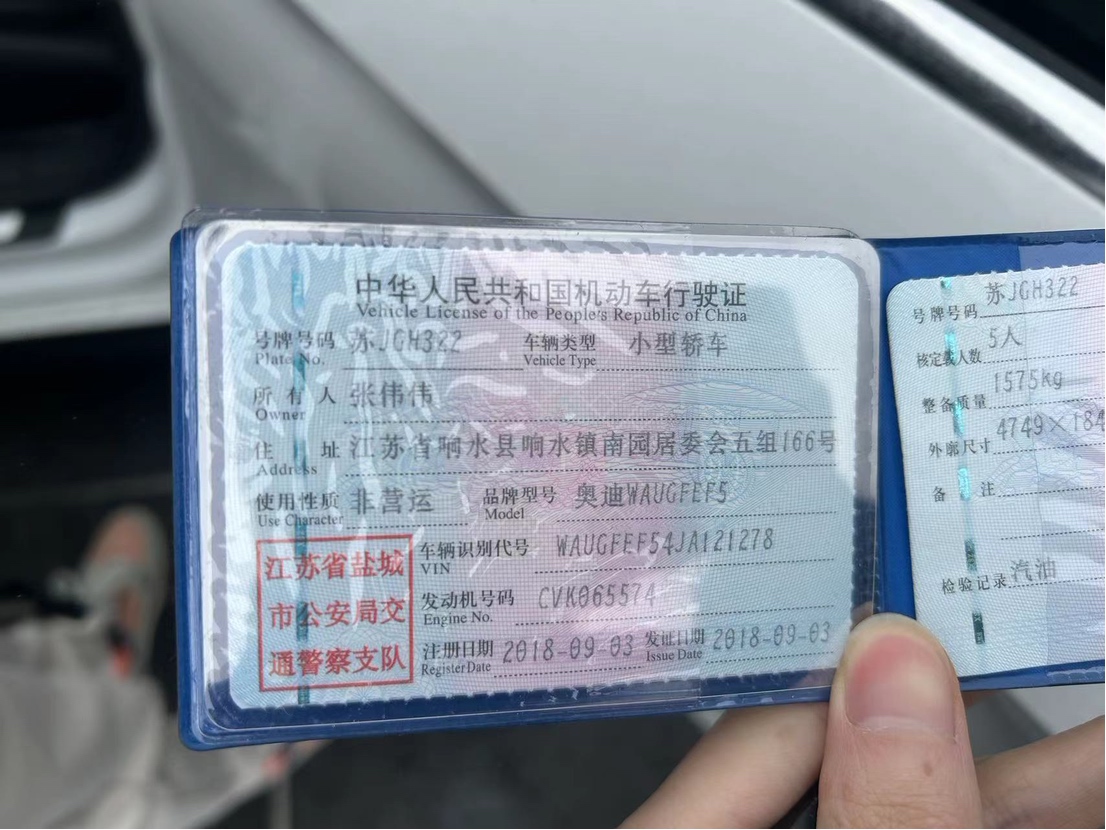 中华人民共和国机动车行驶证
Vehicle License of the People's Republic of China
号牌号码 苏JGH322 车辆类型 小型轿车
Plate No. Vehicle Type
所有人 张伟伟
Owner
住址 江苏省响水县响水镇南园居委会五组166号
Address
使用性质 非营运 品牌型号 奥迪WAUGFEF5
Use Character Model
江苏省盐城
市公安局交
通警察支队
车辆识别代号 WAUGFEF54JA121278
VIN
发动机号码 CVK065574
Engine No.
注册日期 2018-09-03 发证日期 2018-09-03
Register Date Issue Date
号牌号码 苏JGH322
核定载人数 5人
整备质量 1575kg
外廓尺寸 4749×184
备注
检验记录 汽油